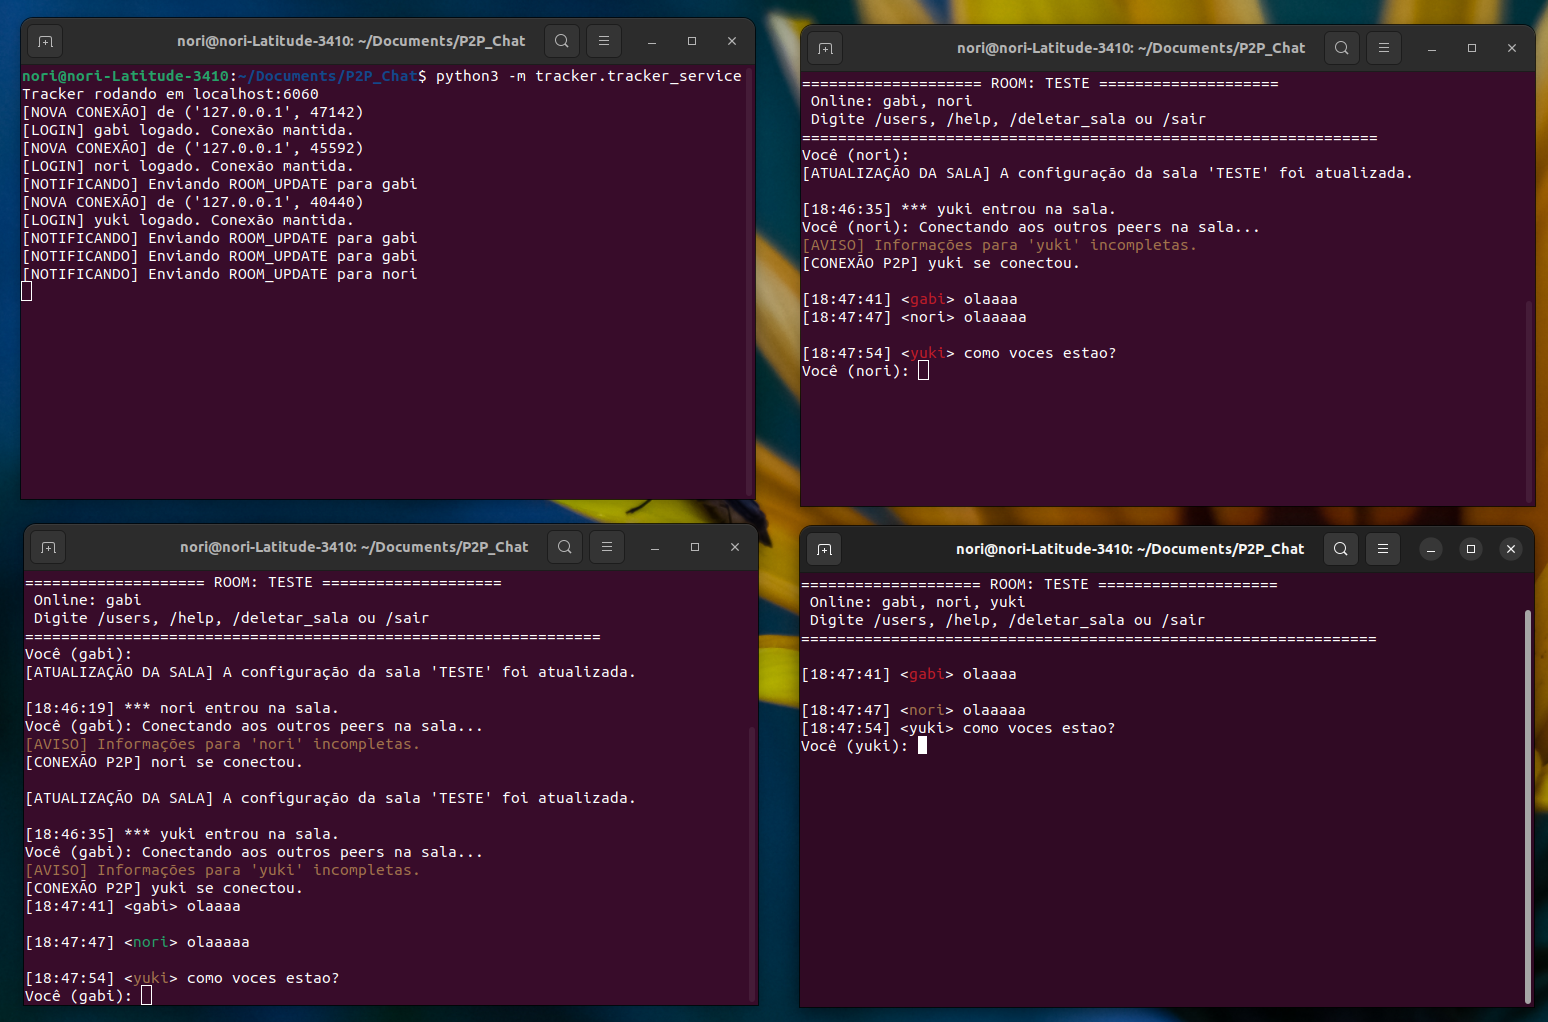 nori@nori-Latitude-3410: ~/Documents/P2P_Chat
nori@nori-Latitude-3410:~/Documents/P2P_Chat$ python3 -m tracker.tracker_service
Tracker rodando em localhost:6060
[NOVA CONEXÃO] de ('127.0.0.1', 47142)
[LOGIN] gabi logado. Conexão mantida.
[NOVA CONEXÃO] de ('127.0.0.1', 45592)
[LOGIN] nori logado. Conexão mantida.
[NOTIFICANDO] Enviando ROOM_UPDATE para gabi
[NOVA CONEXÃO] de ('127.0.0.1', 40440)
[LOGIN] yuki logado. Conexão mantida.
[NOTIFICANDO] Enviando ROOM_UPDATE para gabi
[NOTIFICANDO] Enviando ROOM_UPDATE para gabi
[NOTIFICANDO] Enviando ROOM_UPDATE para nori
nori@nori-Latitude-3410: ~/Documents/P2P_Chat
==================== ROOM: TESTE ====================
Online: gabi, nori
Digite /users, /help, /deletar_sala ou /sair
================================================================
Você (nori):
[ATUALIZAÇÃO DA SALA] A configuração da sala 'TESTE' foi atualizada.
[18:46:35] *** yuki entrou na sala.
Você (nori): Conectando aos outros peers na sala...
[AVISO] Informações para 'yuki' incompletas.
[CONEXÃO P2P] yuki se conectou.
[18:47:41] <gabi> olaaaa
[18:47:47] <nori> olaaaaa
[18:47:54] <yuki> como voces estao?
Você (nori):
nori@nori-Latitude-3410: ~/Documents/P2P_Chat
==================== ROOM: TESTE ====================
Online: gabi
Digite /users, /help, /deletar_sala ou /sair
================================================================
Você (gabi):
[ATUALIZAÇÃO DA SALA] A configuração da sala 'TESTE' foi atualizada.
[18:46:19] *** nori entrou na sala.
Você (gabi): Conectando aos outros peers na sala...
[AVISO] Informações para 'nori' incompletas.
[CONEXÃO P2P] nori se conectou.
[ATUALIZAÇÃO DA SALA] A configuração da sala 'TESTE' foi atualizada.
[18:46:35] *** yuki entrou na sala.
Você (gabi): Conectando aos outros peers na sala...
[AVISO] Informações para 'yuki' incompletas.
[CONEXÃO P2P] yuki se conectou.
[18:47:41] <gabi> olaaaa
[18:47:47] <nori> olaaaaa
[18:47:54] <yuki> como voces estao?
Você (gabi):
nori@nori-Latitude-3410: ~/Documents/P2P_Chat
==================== ROOM: TESTE ====================
Online: gabi, nori, yuki
Digite /users, /help, /deletar_sala ou /sair
================================================================
[18:47:41] <gabi> olaaaa
[18:47:47] <nori> olaaaaa
[18:47:54] <yuki> como voces estao?
Você (yuki):